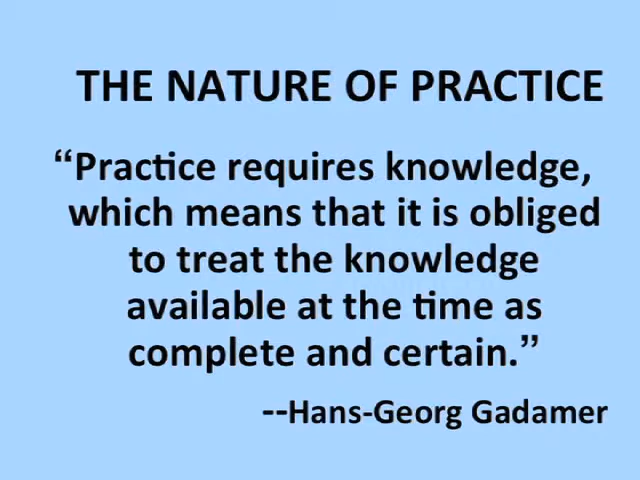 THE NATURE OF PRACTICE
“Practice requires knowledge,
which means that it is obliged
to treat the knowledge
available at the time as
complete and certain.”
--Hans-Georg Gadamer